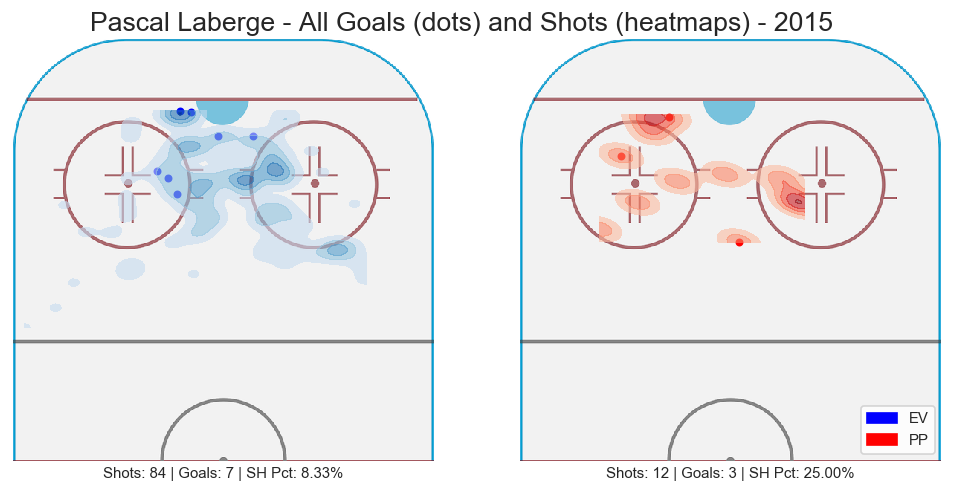 Pascal Laberge - All Goals (dots) and Shots (heatmaps) - 2015
EV
PP
Shots: 84 | Goals: 7 | SH Pct: 8.33%
Shots: 12 | Goals: 3 | SH Pct: 25.00%